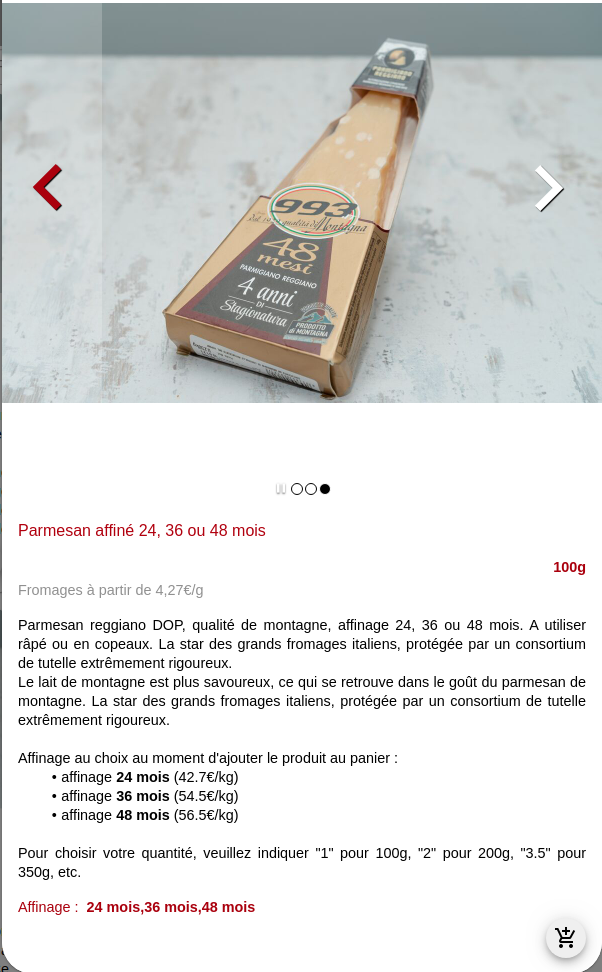 PARMIGIANO
REGGIANO
993
dal 1993 qualità di Montagna
48
mesi
PARMIGIANO REGGIANO
4 anni
DI
Stagionatura
PRODOTTO
DI MONTAGNA
Parmesan affiné 24, 36 ou 48 mois
100g
Fromages à partir de 4,27€/g
Parmesan reggiano DOP, qualité de montagne, affinage 24, 36 ou 48 mois. A utiliser
râpé ou en copeaux. La star des grands fromages italiens, protégée par un consortium
de tutelle extrêmement rigoureux.
Le lait de montagne est plus savoureux, ce qui se retrouve dans le goût du parmesan de
montagne. La star des grands fromages italiens, protégée par un consortium de tutelle
extrêmement rigoureux.
Affinage au choix au moment d'ajouter le produit au panier :
• affinage 24 mois (42.7€/kg)
• affinage 36 mois (54.5€/kg)
• affinage 48 mois (56.5€/kg)
Pour choisir votre quantité, veuillez indiquer "1" pour 100g, "2" pour 200g, "3.5" pour
350g, etc.
Affinage : 24 mois,36 mois,48 mois